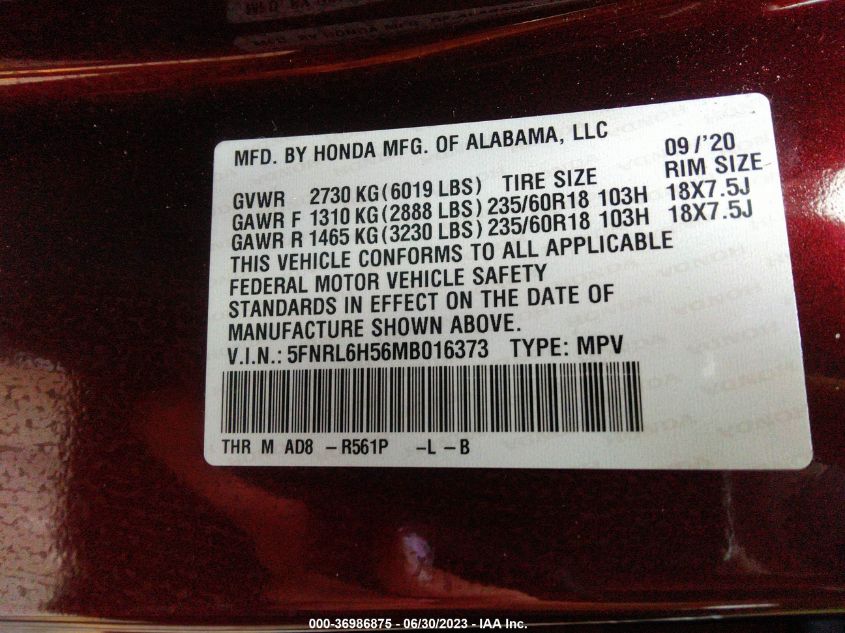 MFD. BY HONDA MFG. OF ALABAMA, LLC 09/'20
RIM SIZE
GVWR 2730 KG(6019 LBS) TIRE SIZE
GAWR F 1310 KG(2888 LBS) 235/60R18 103H 18X7.5J
GAWR R 1465 KG(3230 LBS) 235/60R18 103H 18X7.5J
THIS VEHICLE CONFORMS TO ALL APPLICABLE
FEDERAL MOTOR VEHICLE SAFETY
STANDARDS IN EFFECT ON THE DATE OF
MANUFACTURE SHOWN ABOVE.
V.I.N.: 5FNRL6H56MB016373 TYPE: MPV
THR M AD8 -R561P -L-B
000-36986875 - 06/30/2023 - IAA Inc.